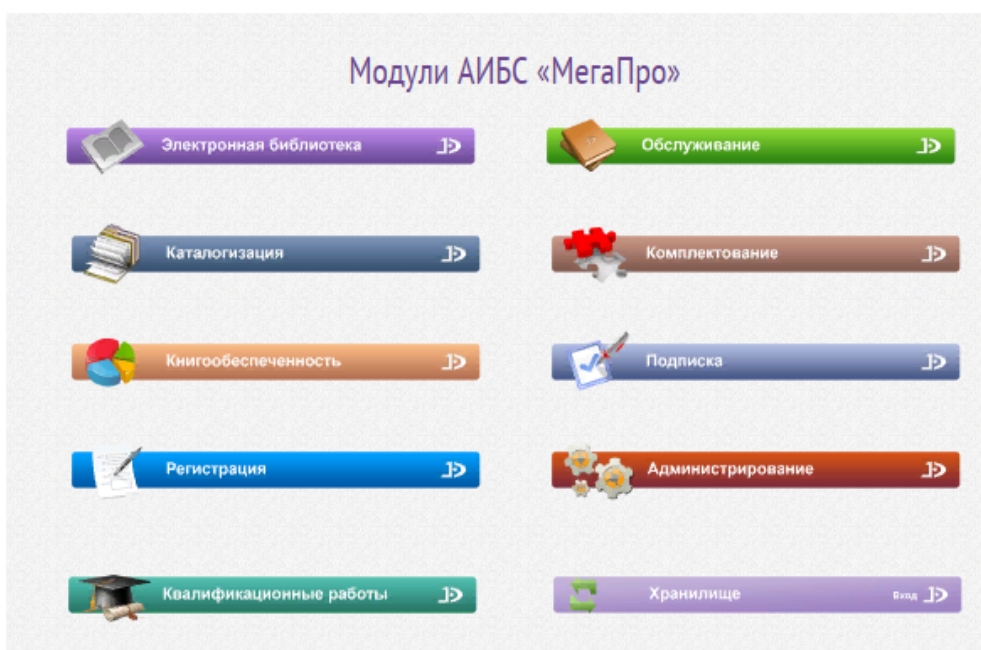 Модули АИБС «МегаПро»
Электронная библиотека
Обслуживание
Каталогизация
Комплектование
Книгообеспеченность
Подписка
Регистрация
Администрирование
Квалификационные работы
Хранилище Вход